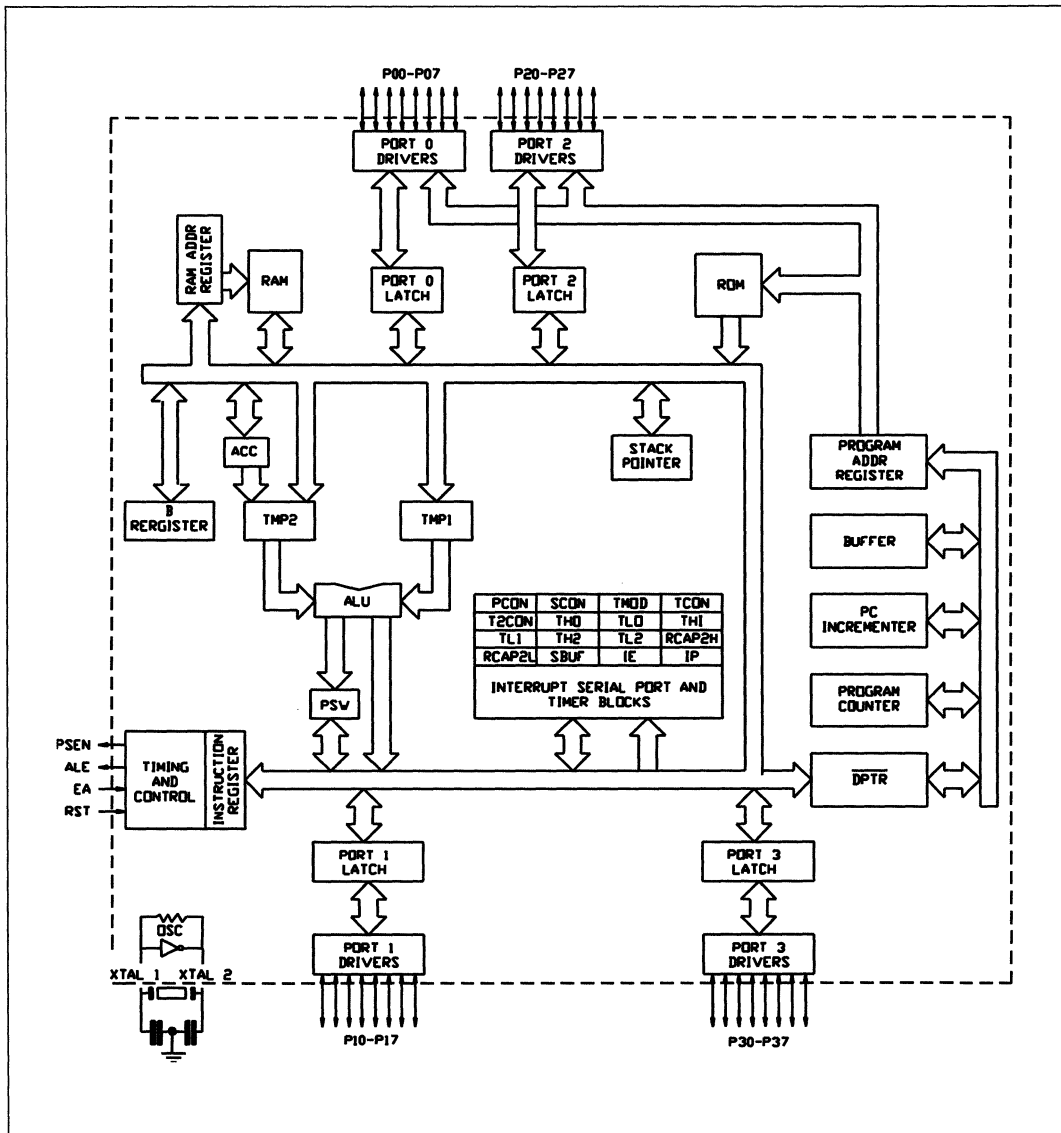 P00-P07 P20-P27
PORT 0
DRIVERS
PORT 2
DRIVERS
RAM ADDR
REGISTER
RAM
PORT 0
LATCH
PORT 2
LATCH
ROM
ACC
STACK
POINTER
PROGRAM
ADDR
REGISTER
B
RERGISTER
TMP2
TMP1
BUFFER
ALU
PCON SCON TMOD TCON
T2CON TH0 TL0 TH1
TL1 TH2 TL2 RCAP2H
RCAP2L SBUF IE IP
INTERRUPT SERIAL PORT AND
TIMER BLOCKS
PC
INCREMENTER
PSW
PROGRAM
COUNTER
PSEN
ALE
EA
RST
TIMING
AND
CONTROL
INSTRUCTION
REGISTER
DPTR
PORT 1
LATCH
PORT 3
LATCH
OSC
PORT 1
DRIVERS
PORT 3
DRIVERS
XTAL 1 XTAL 2
P10-P17
P30-P37